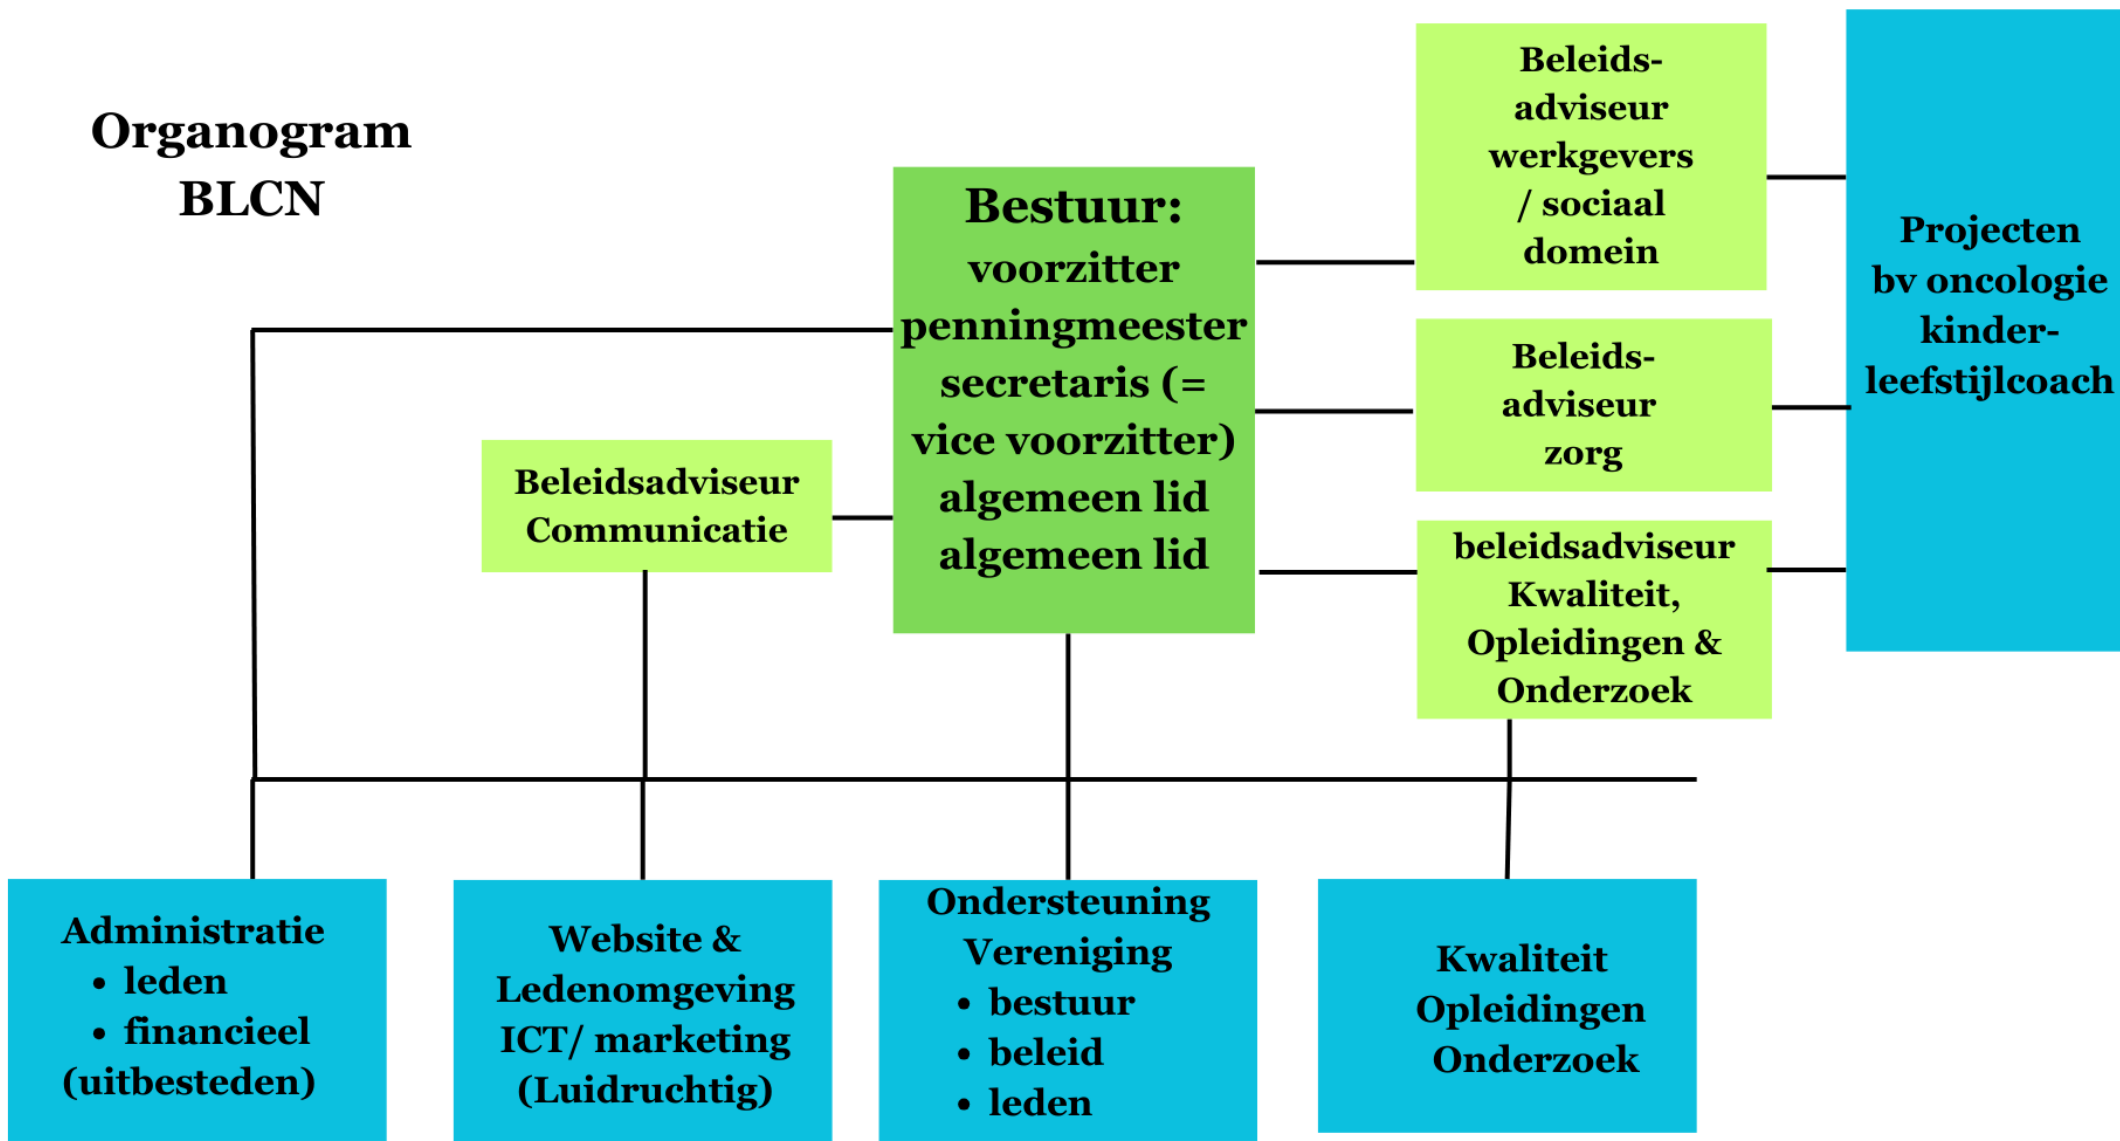 Organogram
BLCN
Bestuur:
voorzitter
penningmeester
secretaris (=
vice voorzitter)
algemeen lid
algemeen lid
Beleids-
adviseur
werkgevers
/ sociaal
domein
Beleids-
adviseur
zorg
beleidsadviseur
Kwaliteit,
Opleidingen &
Onderzoek
Projecten
bv oncologie
kinder-
leefstijlcoach
Beleidsadviseur
Communicatie
Administratie
• leden
• financieel
(uitbesteden)
Website &
Ledenomgeving
ICT/ marketing
(Luidruchtig)
Ondersteuning
Vereniging
• bestuur
• beleid
• leden
Kwaliteit
Opleidingen
Onderzoek